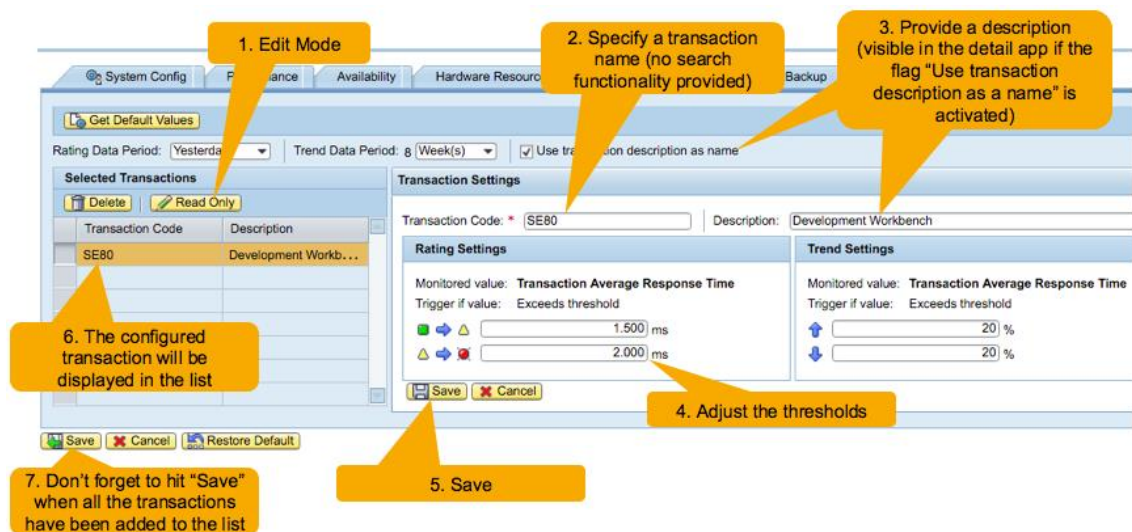 1. Edit Mode
2. Specify a transaction
name (no search
functionality provided)
3. Provide a description
(visible in the detail app if the
flag “Use transaction
description as a name” is
activated)
System Config
Availability
Hardware
Backup
Get Default Values
Rating Data Period:
Trend Data Period: 8 Week(s)
Use
description as name
Selected Transactions
Delete
Read Only
Transaction Code
Description
SE80
Development Workb...
Transaction Settings
Transaction Code: * SE80
Description: Development Workbench
Rating Settings
Monitored value: Transaction Average Response Time
Trigger if value: Exceeds threshold
1.500 ms
2.000 ms
Trend Settings
Monitored value: Transaction Average Response Time
Trigger if value: Exceeds threshold
20 %
20 %
Save
Cancel
6. The configured
transaction will be
displayed in the list
4. Adjust the thresholds
5. Save
Save
Cancel
Restore Default
7. Don’t forget to hit “Save”
when all the transactions
have been added to the list